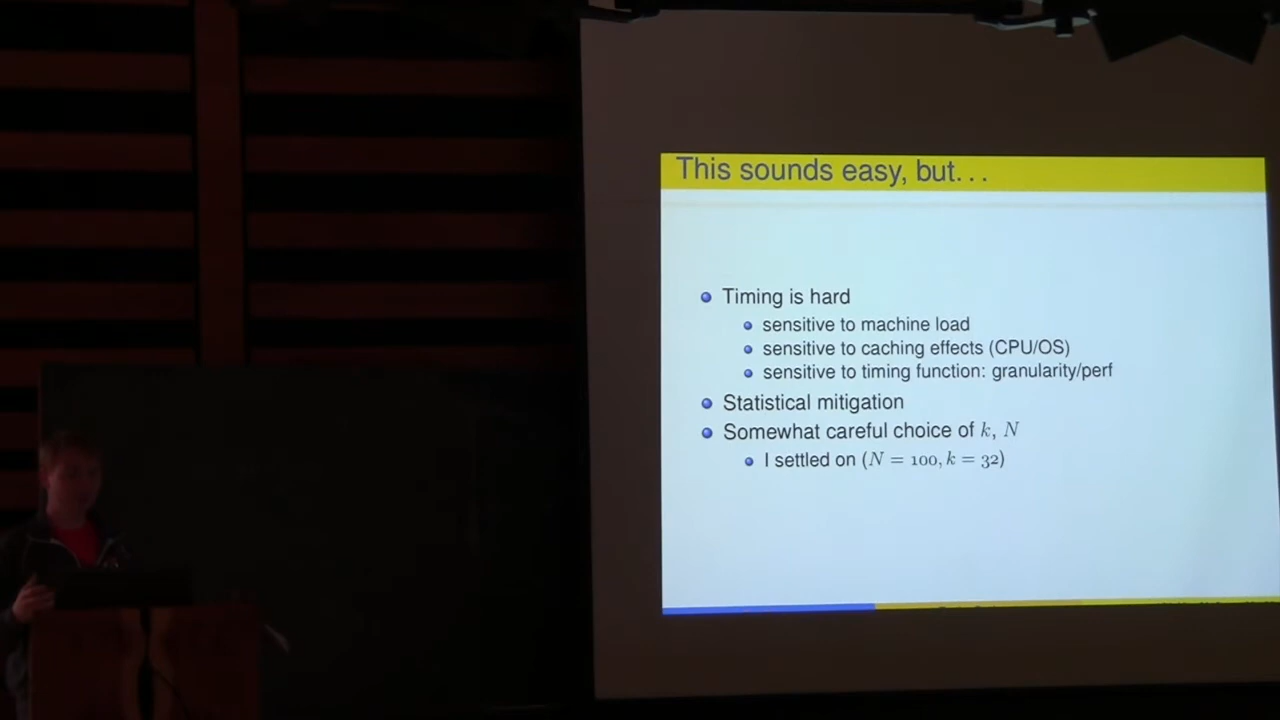 This sounds easy, but...
Timing is hard
sensitive to machine load
sensitive to caching effects (CPU/OS)
sensitive to timing function: granularity/perf
Statistical mitigation
Somewhat careful choice of k, N
I settled on (N = 100, k = 32)